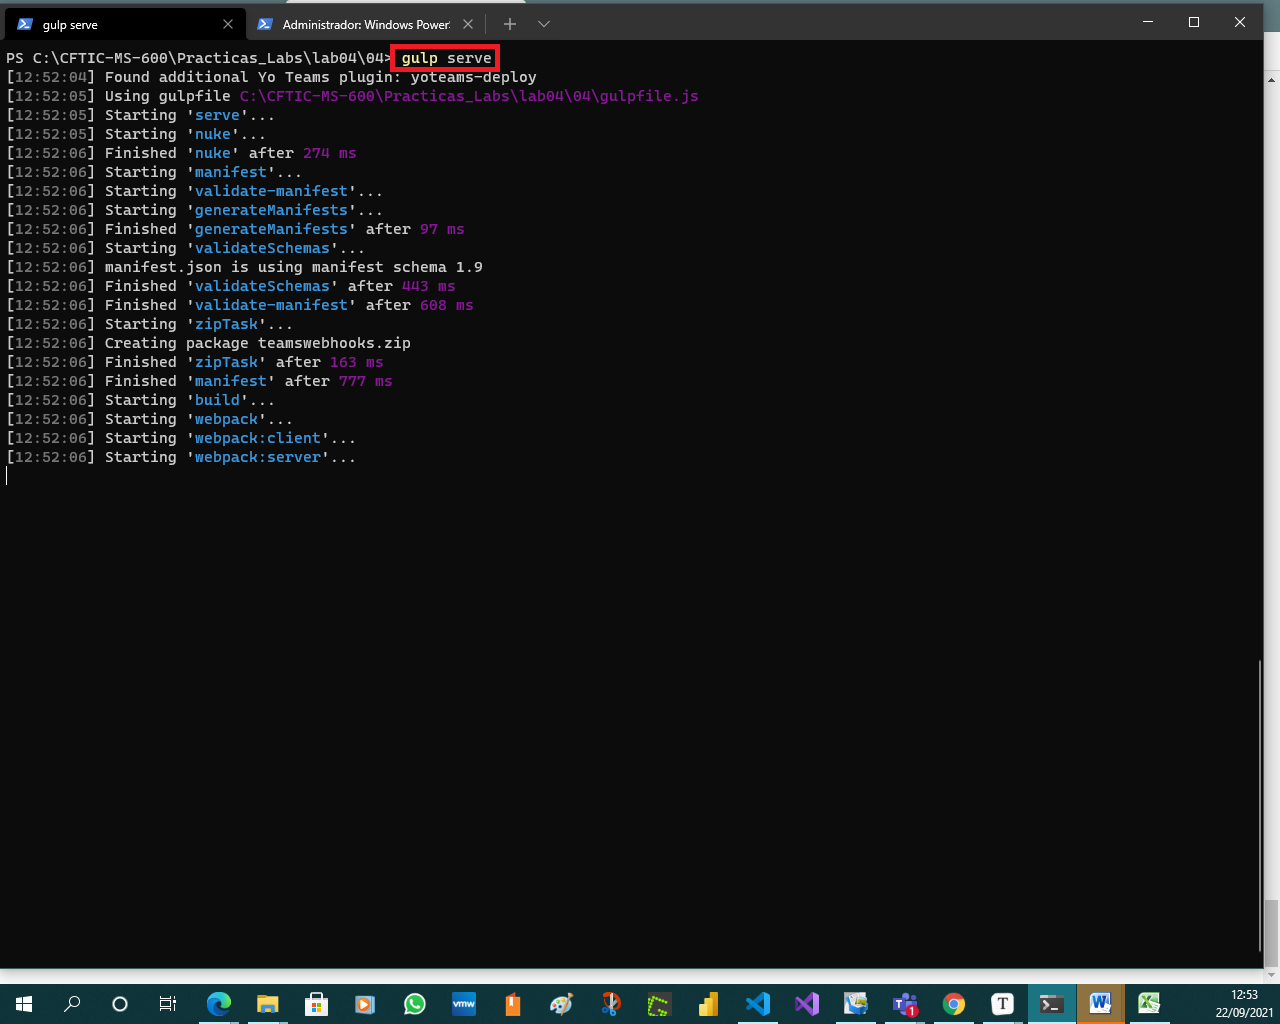 gulp serve
Administrador: Windows PowerS
PS C:\CFTIC-MS-600\Practicas_Labs\lab04\04> gulp serve
[12:52:04] Found additional Yo Teams plugin: yoteams-deploy
[12:52:05] Using gulpfile C:\CFTIC-MS-600\Practicas_Labs\lab04\04\gulpfile.js
[12:52:05] Starting 'serve'...
[12:52:05] Starting 'nuke'...
[12:52:06] Finished 'nuke' after 274 ms
[12:52:06] Starting 'manifest'...
[12:52:06] Starting 'validate-manifest'...
[12:52:06] Starting 'generateManifests'...
[12:52:06] Finished 'generateManifests' after 97 ms
[12:52:06] Starting 'validateSchemas'...
[12:52:06] manifest.json is using manifest schema 1.9
[12:52:06] Finished 'validateSchemas' after 443 ms
[12:52:06] Finished 'validate-manifest' after 608 ms
[12:52:06] Starting 'zipTask'...
[12:52:06] Creating package teamswebhooks.zip
[12:52:06] Finished 'zipTask' after 163 ms
[12:52:06] Finished 'manifest' after 777 ms
[12:52:06] Starting 'build'...
[12:52:06] Starting 'webpack'...
[12:52:06] Starting 'webpack:client'...
[12:52:06] Starting 'webpack:server'...
vmw
T
1
T
12:53
22/09/2021